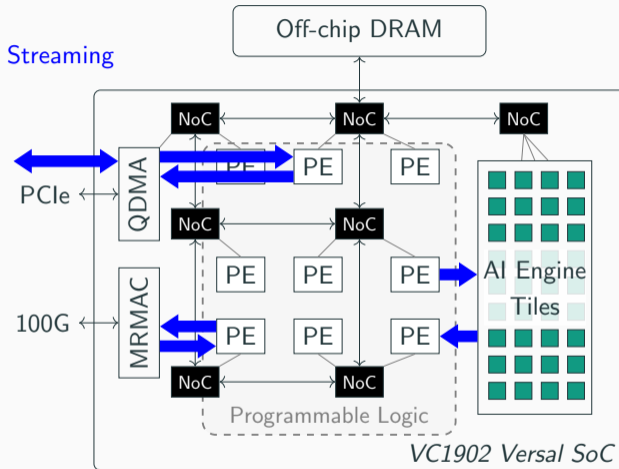 Off-chip DRAM
Streaming
NoC
NoC
NoC
PE
PE
PE
QDMA
PCIe
NoC
NoC
PE
PE
PE
AI Engine
Tiles
MRMAC
100G
PE
PE
PE
NoC
NoC
Programmable Logic
VC1902 Versal SoC